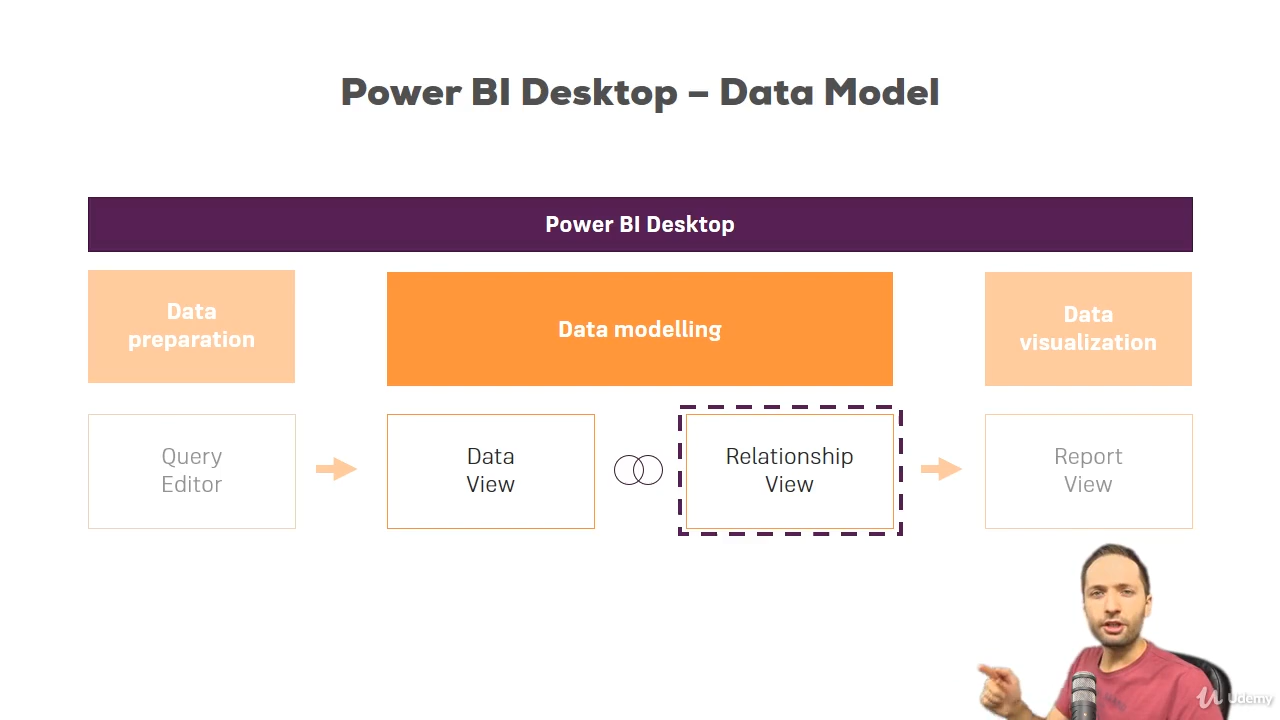 Power BI Desktop – Data Model
Power BI Desktop
Data
preparation
Data modelling
Data
visualization
Query
Editor
Data
View
Relationship
View
Report
View
Udemy